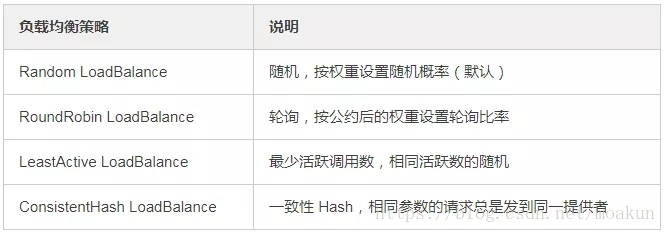 负载均衡策略 说明
Random LoadBalance 随机，按权重设置随机概率（默认）
RoundRobin LoadBalance 轮询，按公约后的权重设置轮询比率
LeastActive LoadBalance 最少活跃调用数，相同活跃数的随机
ConsistentHash LoadBalance 一致性 Hash，相同参数的请求总是发到同一提供者
https://blog.csdn.net/moakun